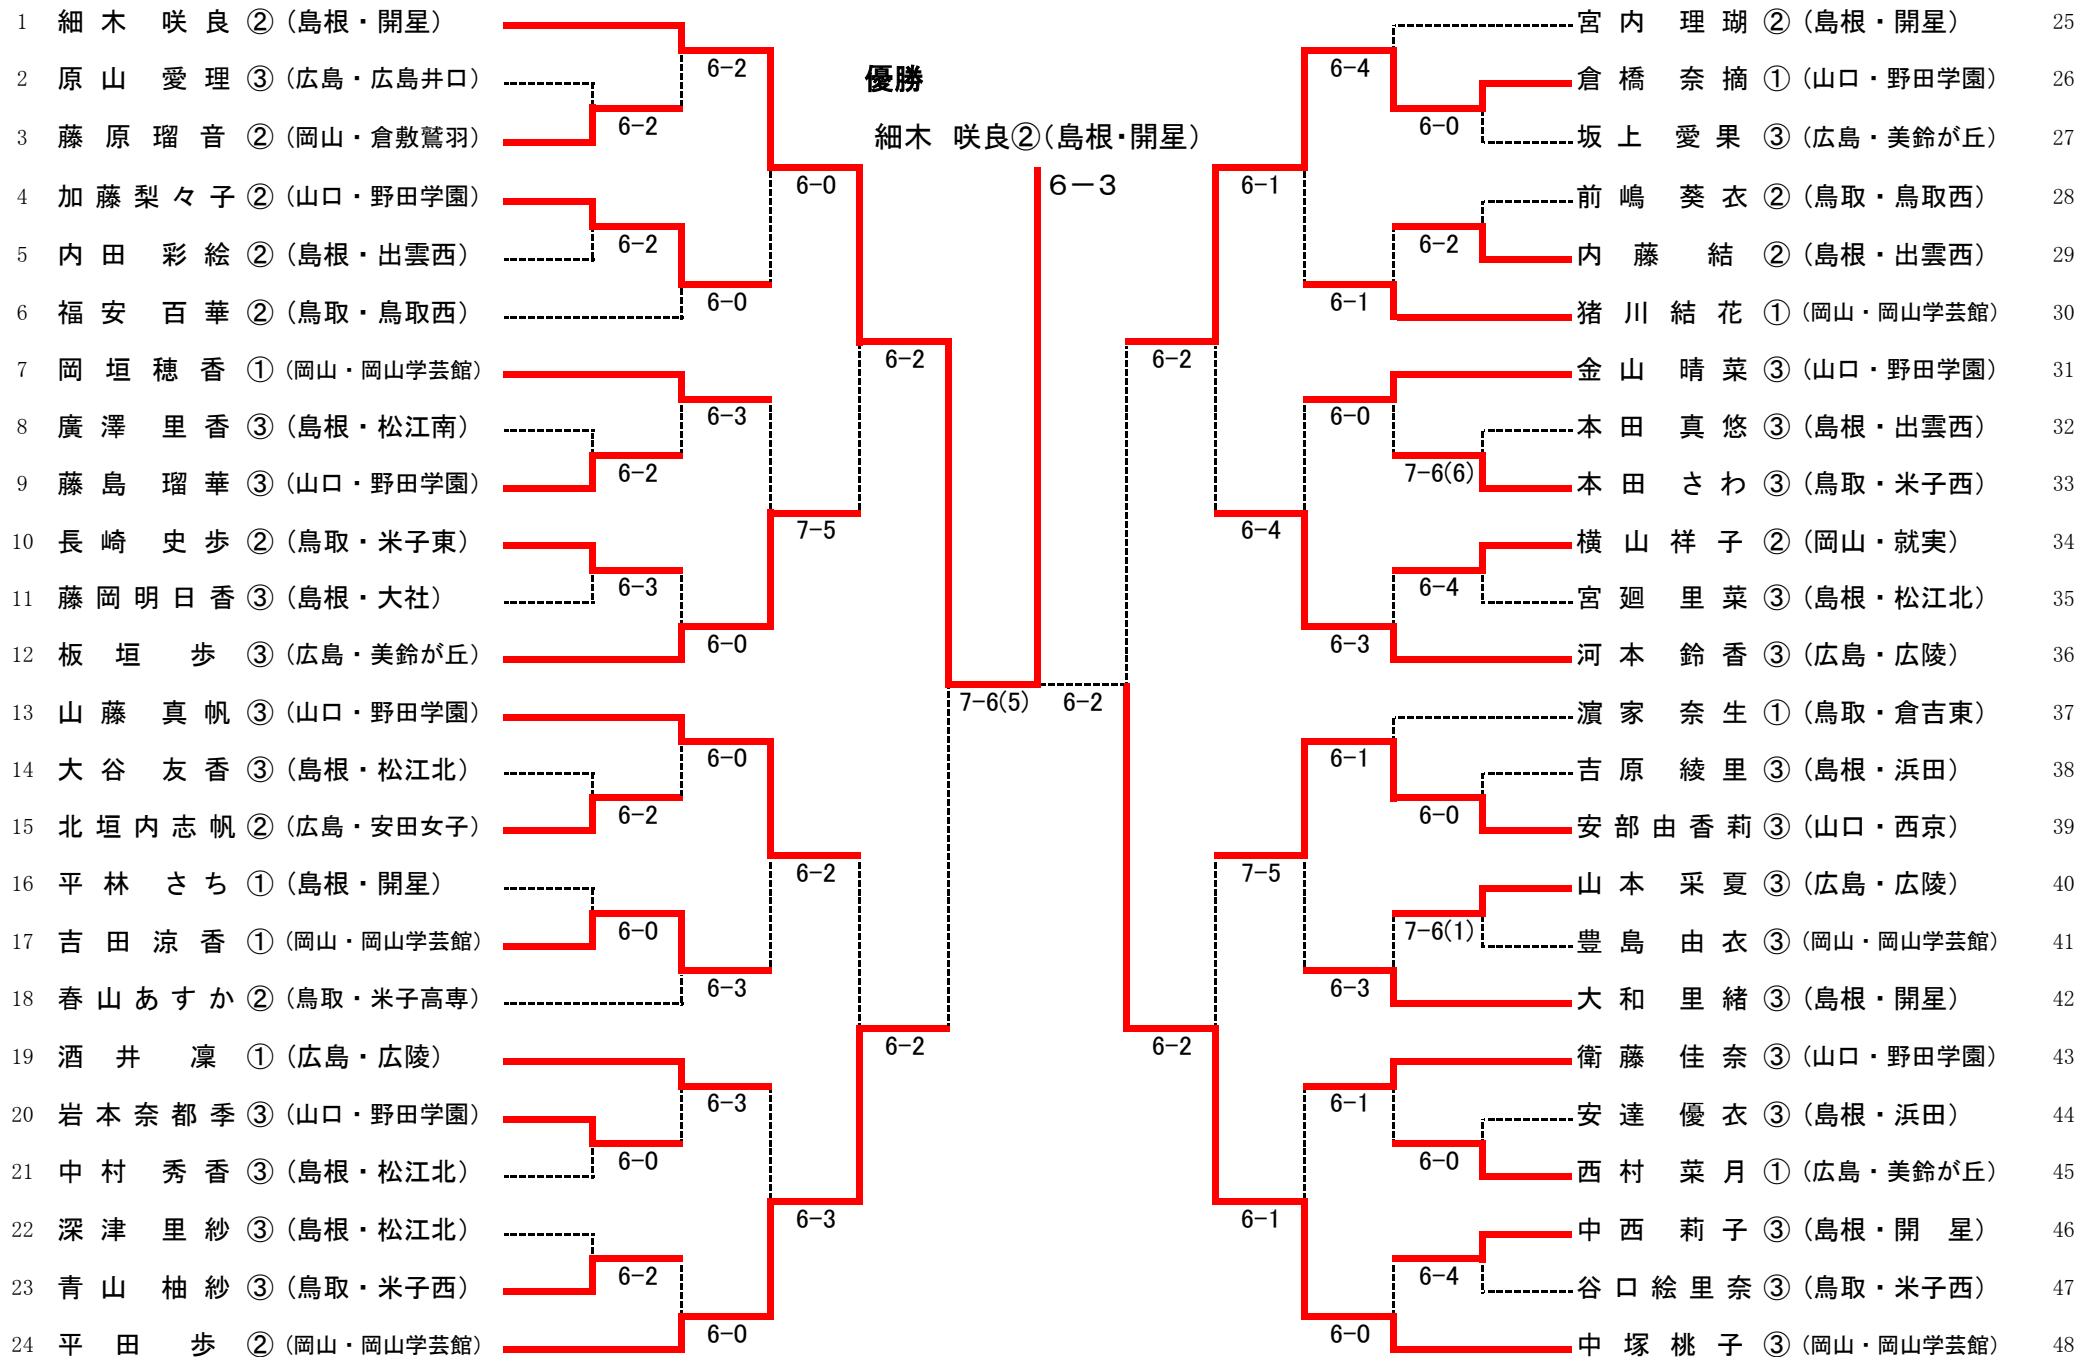 1 細木 咲良 ② (島根・開星)
2 原山 愛理 ③ (広島・広島井口)
3 藤原瑠音 ② (岡山・倉敷鷲羽)
4 加藤梨々子 ② (山口・野田学園)
5 内田 彩絵 ② (島根・出雲西)
6 福安 百華 ② (鳥取・鳥取西)
7 岡垣穂香 ① (岡山・岡山学芸館)
8 廣澤 里香 ③ (島根・松江南)
9 藤島 瑠華 ③ (山口・野田学園)
10 長崎 史歩 ② (鳥取・米子東)
11 藤岡明日香 ③ (島根・大社)
12 板垣 歩 ③ (広島・美鈴が丘)
13 山藤 真帆 ③ (山口・野田学園)
14 大谷 友香 ③ (島根・松江北)
15 北垣内志帆 ② (広島・安田女子)
16 平林 さち ① (島根・開星)
17 吉田涼香 ① (岡山・岡山学芸館)
18 春山あすか ② (鳥取・米子高専)
19 酒井 凜 ① (広島・広陵)
20 岩本奈都季 ③ (山口・野田学園)
21 中村 秀香 ③ (島根・松江北)
22 深津 里紗 ③ (島根・松江北)
23 青山 柚紗 ③ (鳥取・米子西)
24 平田 歩 ② (岡山・岡山学芸館)
6-2
6-2
6-2
6-3
6-2
6-0
6-0
6-2
6-2
6-0
6-3
6-0
6-0
6-3
6-3
6-0
6-0
7-5
6-2
6-3
6-2
6-2
7-6(5)
優勝
細木 咲良②(島根・開星)
6-3
6-2
6-2
6-2
6-1
6-4
7-5
6-1
6-4
6-1
6-0
6-3
6-1
6-3
6-1
6-0
6-0
6-2
7-6(6)
6-4
6-0
7-6(1)
6-0
6-4
宮内 理瑚 ② (島根・開星) 25
倉橋 奈摘 ① (山口・野田学園) 26
坂上 愛果 ③ (広島・美鈴が丘) 27
前嶋 葵衣 ② (鳥取・鳥取西) 28
内藤 結 ② (島根・出雲西) 29
猪川結花 ① (岡山・岡山学芸館) 30
金山 晴菜 ③ (山口・野田学園) 31
本田 真悠 ③ (島根・出雲西) 32
本田 さわ ③ (鳥取・米子西) 33
横山祥子 ② (岡山・就実) 34
宮廻 里菜 ③ (島根・松江北) 35
河本 鈴香 ③ (広島・広陵) 36
濵家 奈生 ① (鳥取・倉吉東) 37
吉原 綾里 ③ (島根・浜田) 38
安部由香莉 ③ (山口・西京) 39
山本 采夏 ③ (広島・広陵) 40
豊島 由衣 ③ (岡山・岡山学芸館) 41
大和 里緒 ③ (島根・開星) 42
衛藤 佳奈 ③ (山口・野田学園) 43
安達 優衣 ③ (島根・浜田) 44
西村 菜月 ① (広島・美鈴が丘) 45
中西 莉子 ③ (島根・開 星) 46
谷口絵里奈 ③ (鳥取・米子西) 47
中塚桃子 ③ (岡山・岡山学芸館) 48